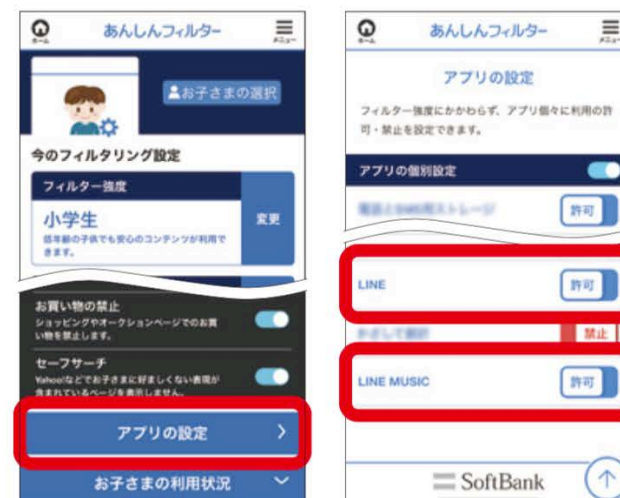 ホーム
あんしんフィルター
メニュー
お子さまの選択
今のフィルタリング設定
フィルター強度
小学生
低年齢の子供でも安心のコンテンツが利用で
きます。
変更
お買い物の禁止
ショッピングやオークションページでのお買
い物を禁止します。
セーフサーチ
Yahoo!などでお子さまに好ましくない表現が
含まれているページを表示しません。
アプリの設定
お子さまの利用状況
ホーム
あんしんフィルター
メニュー
アプリの設定
フィルター強度にかかわらず、アプリ個々に利用の許
可・禁止を設定できます。
アプリの個別設定
許可
LINE
許可
禁止
LINE MUSIC
許可
SoftBank